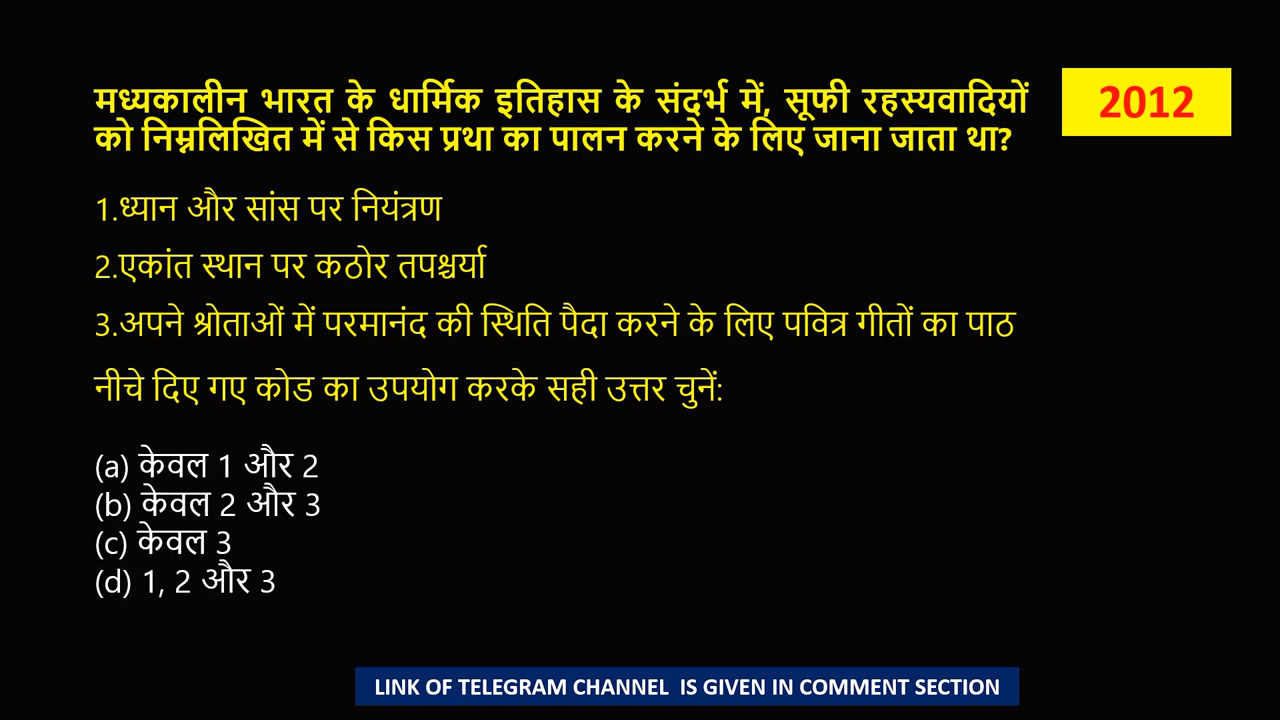 मध्यकालीन भारत के धार्मिक इतिहास के संदर्भ में, सूफी रहस्यवादियों
को निम्नलिखित में से किस प्रथा का पालन करने के लिए जाना जाता था?
2012
1.ध्यान और सांस पर नियंत्रण
2.एकांत स्थान पर कठोर तपश्चर्या
3.अपने श्रोताओं में परमानंद की स्थिति पैदा करने के लिए पवित्र गीतों का पाठ
नीचे दिए गए कोड का उपयोग करके सही उत्तर चुनें:
(a) केवल 1 और 2
(b) केवल 2 और 3
(c) केवल 3
(d) 1, 2 और 3
LINK OF TELEGRAM CHANNEL IS GIVEN IN COMMENT SECTION